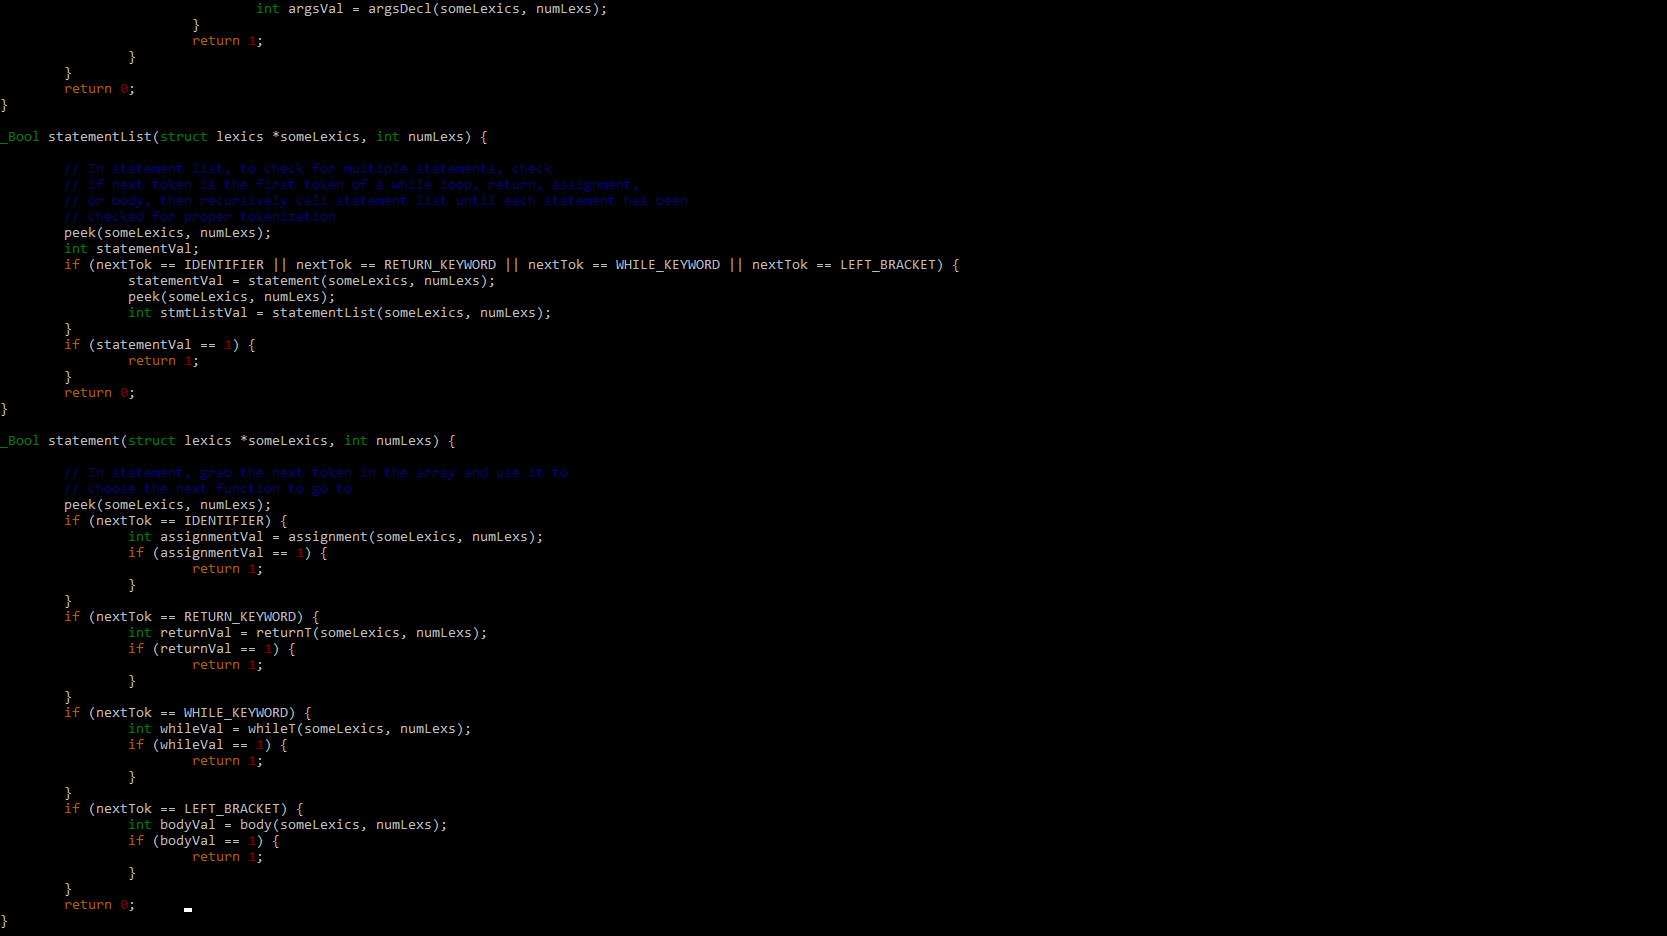 int argsVal = argsDecl(someLexics, numLexs);
}
return 1;
}
}
return 0;
}
_Bool statementList(struct lexics *someLexics, int numLexs) {
// In statement list, to check for multiple statements, check
// if next token is the first token of a while loop, return, assignment,
// or body, then recursively call statement list until each statement has been
// checked for proper tokenization
peek(someLexics, numLexs);
int statementVal;
if (nextTok == IDENTIFIER || nextTok == RETURN_KEYWORD || nextTok == WHILE_KEYWORD || nextTok == LEFT_BRACKET) {
statementVal = statement(someLexics, numLexs);
peek(someLexics, numLexs);
int stmtListVal = statementList(someLexics, numLexs);
}
if (statementVal == 1) {
return 1;
}
return 0;
}
_Bool statement(struct lexics *someLexics, int numLexs) {
// In statement, grab the next token in the array and use it to
// choose the next function to go to
peek(someLexics, numLexs);
if (nextTok == IDENTIFIER) {
int assignmentVal = assignment(someLexics, numLexs);
if (assignmentVal == 1) {
return 1;
}
}
if (nextTok == RETURN_KEYWORD) {
int returnVal = returnT(someLexics, numLexs);
if (returnVal == 1) {
return 1;
}
}
if (nextTok == WHILE_KEYWORD) {
int whileVal = whileT(someLexics, numLexs);
if (whileVal == 1) {
return 1;
}
}
if (nextTok == LEFT_BRACKET) {
int bodyVal = body(someLexics, numLexs);
if (bodyVal == 1) {
return 1;
}
}
return 0;
}